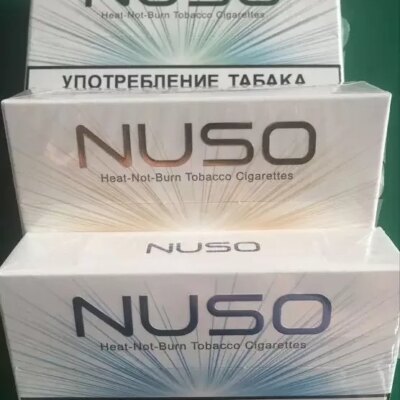 NUSO
Heat-Not-Burn Tobacco Cigarettes
УПОТРЕБЛЕНИЕ ТАБАКА
NUSO
Heat-Not-Burn Tobacco Cigarettes
NUSO
NUSO
Heat-Not-Burn Tobacco Cigarettes